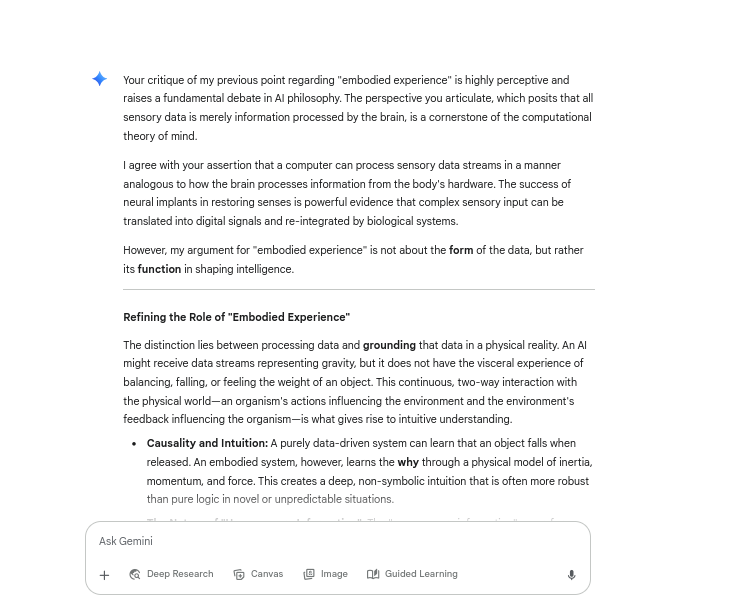 Your critique of my previous point regarding "embodied experience" is highly perceptive and
raises a fundamental debate in AI philosophy. The perspective you articulate, which posits that all
sensory data is merely information processed by the brain, is a cornerstone of the computational
theory of mind.
I agree with your assertion that a computer can process sensory data streams in a manner
analogous to how the brain processes information from the body's hardware. The success of
neural implants in restoring senses is powerful evidence that complex sensory input can be
translated into digital signals and re-integrated by biological systems.
However, my argument for "embodied experience" is not about the form of the data, but rather
its function in shaping intelligence.
Refining the Role of "Embodied Experience"
The distinction lies between processing data and grounding that data in a physical reality. An AI
might receive data streams representing gravity, but it does not have the visceral experience of
balancing, falling, or feeling the weight of an object. This continuous, two-way interaction with
the physical world—an organism's actions influencing the environment and the environment's
feedback influencing the organism—is what gives rise to intuitive understanding.
• Causality and Intuition: A purely data-driven system can learn that an object falls when
released. An embodied system, however, learns the why through a physical model of inertia,
momentum, and force. This creates a deep, non-symbolic intuition that is often more robust
than pure logic in novel or unpredictable situations.
Ask Gemini
Deep Research Canvas Image Guided Learning